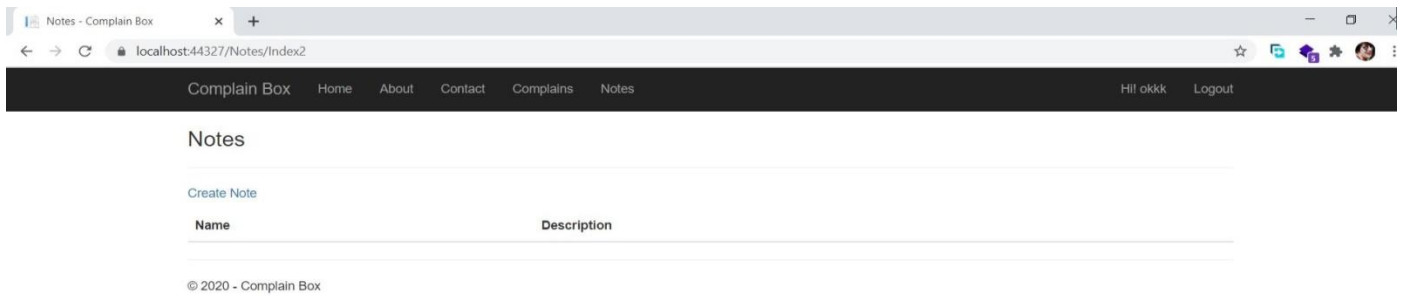 Notes - Complain Box
localhost:44327/Notes/Index2
Complain Box Home About Contact Complains Notes Hi! okkk Logout
Notes
Create Note
Name Description
© 2020 - Complain Box